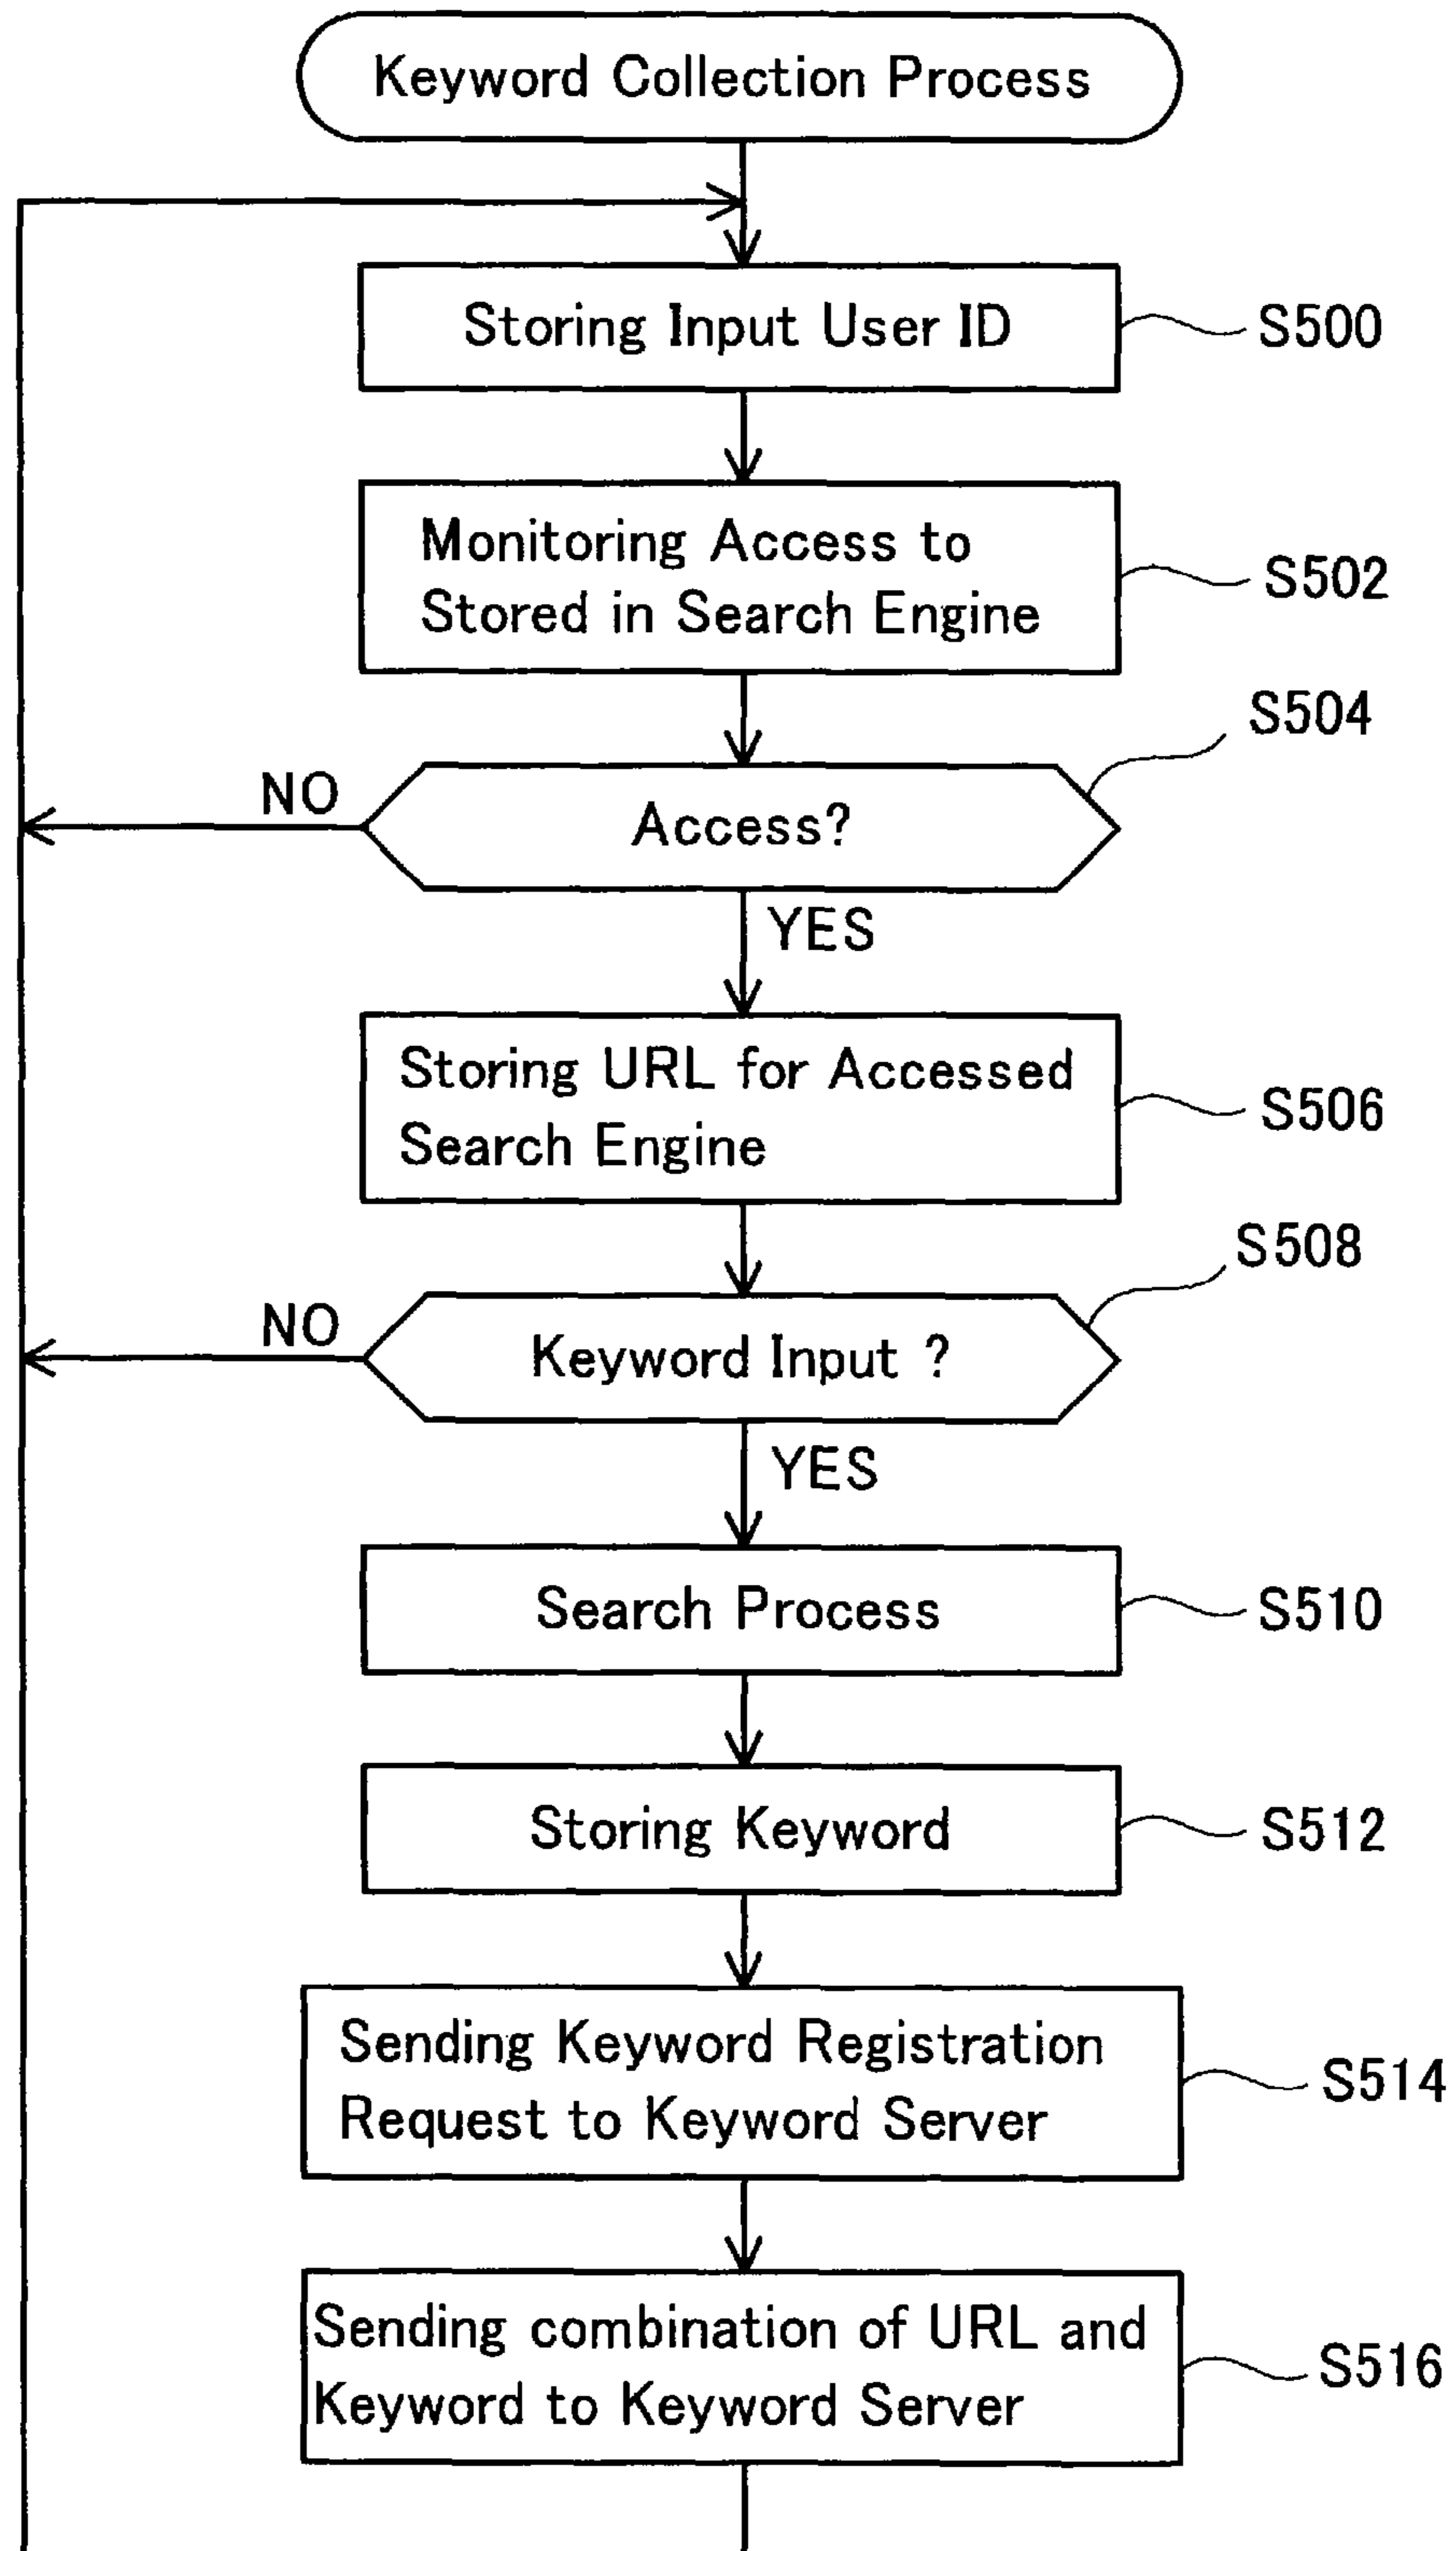 Keyword Collection Process
Storing Input User ID
S500
Monitoring Access to
Stored in Search Engine
S502
S504
NO
Access?
YES
Storing URL for Accessed
Search Engine
S506
S508
NO
Keyword Input ?
YES
Search Process
S510
Storing Keyword
S512
Sending Keyword Registration
Request to Keyword Server
S514
Sending combination of URL and
Keyword to Keyword Server
S516